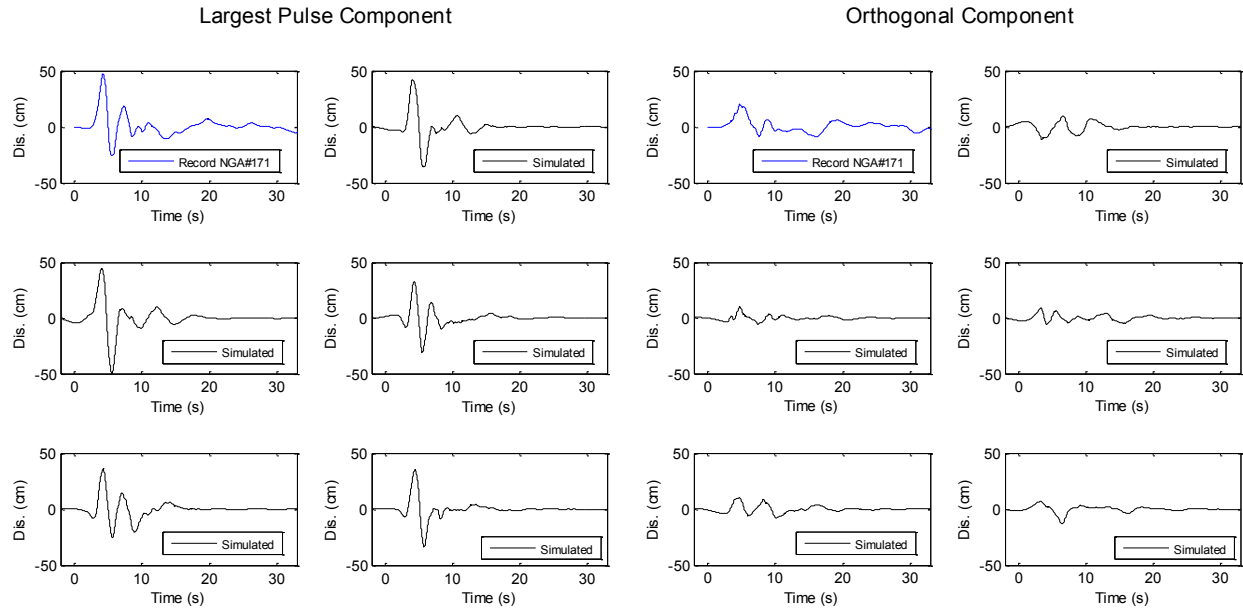 Largest Pulse Component
Orthogonal Component
50
0
-50
Dis. (cm)
Record NGA#171
0 10 20 30
Time (s)
50
0
-50
Dis. (cm)
Simulated
0 10 20 30
Time (s)
50
0
-50
Dis. (cm)
Record NGA#171
0 10 20 30
Time (s)
50
0
-50
Dis. (cm)
Simulated
0 10 20 30
Time (s)
50
0
-50
Dis. (cm)
Simulated
0 10 20 30
Time (s)
50
0
-50
Dis. (cm)
Simulated
0 10 20 30
Time (s)
50
0
-50
Dis. (cm)
Simulated
0 10 20 30
Time (s)
50
0
-50
Dis. (cm)
Simulated
0 10 20 30
Time (s)
50
0
-50
Dis. (cm)
Simulated
0 10 20 30
Time (s)
50
0
-50
Dis. (cm)
Simulated
0 10 20 30
Time (s)
50
0
-50
Dis. (cm)
Simulated
0 10 20 30
Time (s)
50
0
-50
Dis. (cm)
Simulated
0 10 20 30
Time (s)